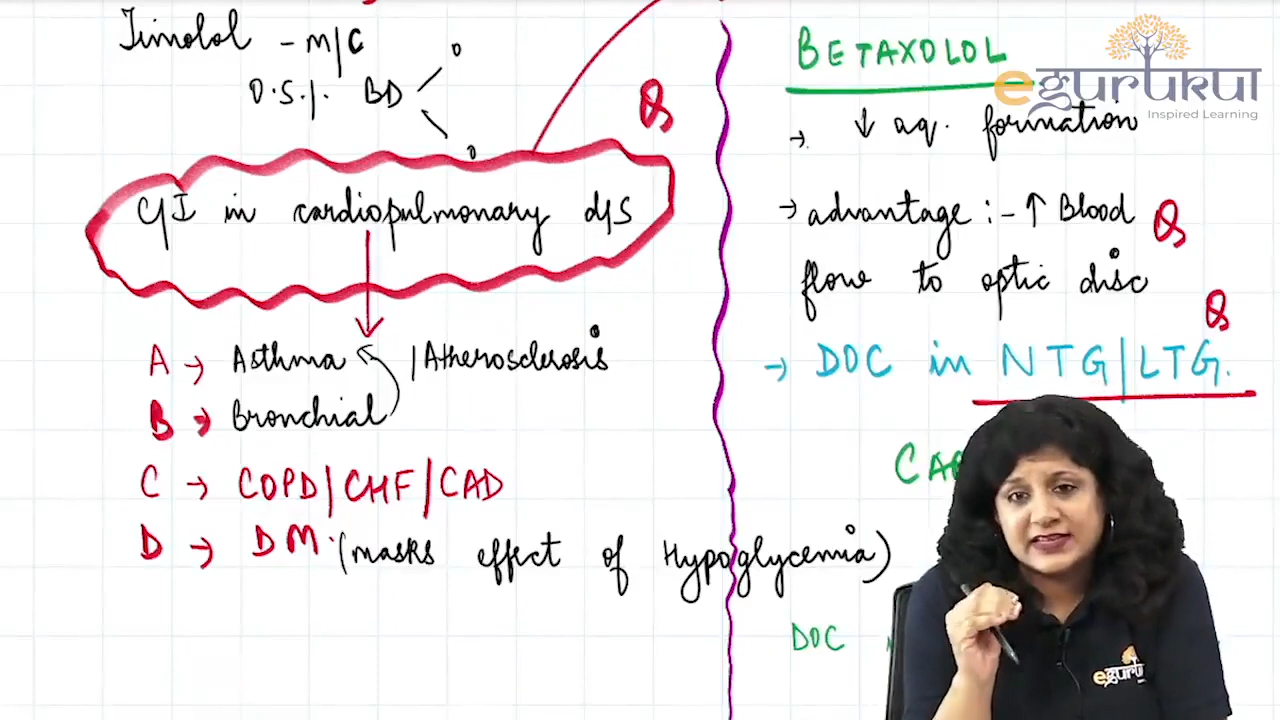 Timolol - M/C
0.5%. BD
Q
CI in cardiopulmonary d/s
A → Asthma /Atherosclerosis
B → Bronchial
C → COPD/CHF/CAD
D → DM. (masks effect of Hypoglycemia)
BETAXOLOL
→ ↓ aq. formation
→ advantage :- ↑ Blood
flow to optic disc
Q
Q
→ DOC in NTG/LTG.
DOC
egurukul
Inspired Learning
egurukul